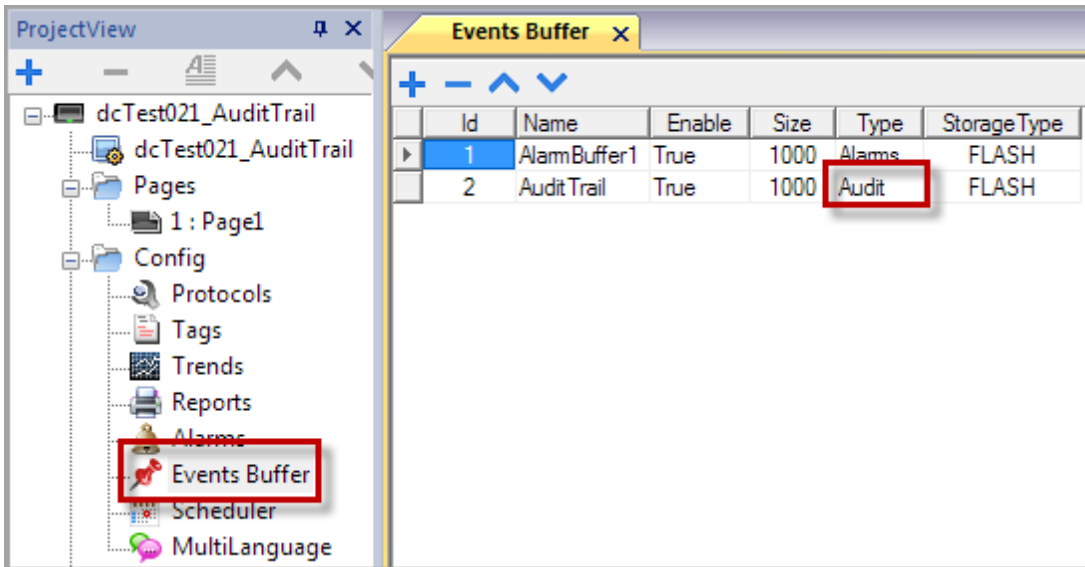 ProjectView
dcTest021_AuditTrail
dcTest021_AuditTrail
Pages
1 : Page1
Config
Protocols
Tags
Trends
Reports
Alarms
Events Buffer
Scheduler
MultiLanguage
Events Buffer
Id Name Enable Size Type StorageType
1 AlarmBuffer1 True 1000 Alarms FLASH
2 AuditTrail True 1000 Audit FLASH